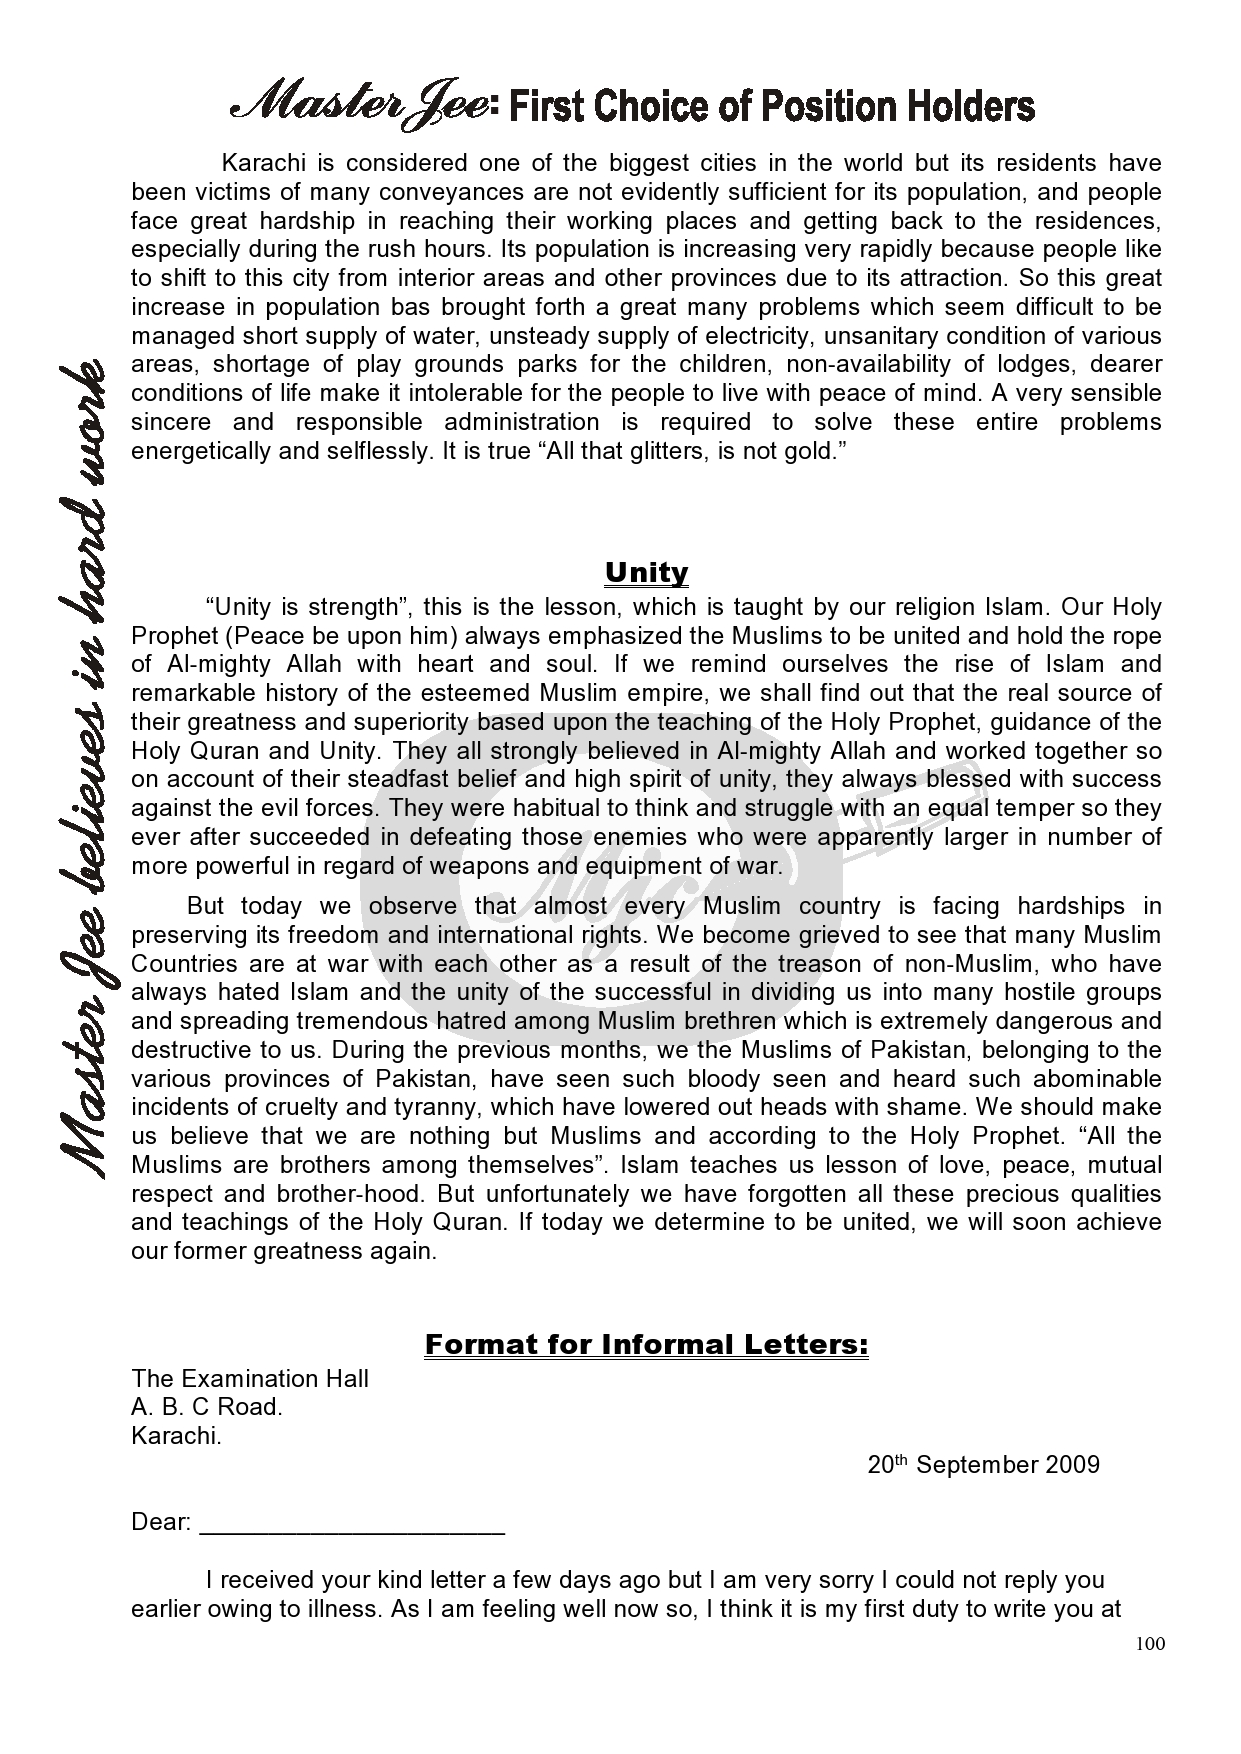 Master Jee: First Choice of Position Holders
Karachi is considered one of the biggest cities in the world but its residents have
been victims of many conveyances are not evidently sufficient for its population, and people
face great hardship in reaching their working places and getting back to the residences,
especially during the rush hours. Its population is increasing very rapidly because people like
to shift to this city from interior areas and other provinces due to its attraction. So this great
increase in population bas brought forth a great many problems which seem difficult to be
managed short supply of water, unsteady supply of electricity, unsanitary condition of various
areas, shortage of play grounds parks for the children, non-availability of lodges, dearer
conditions of life make it intolerable for the people to live with peace of mind. A very sensible
sincere and responsible administration is required to solve these entire problems
energetically and selflessly. It is true “All that glitters, is not gold.”
Unity
“Unity is strength”, this is the lesson, which is taught by our religion Islam. Our Holy
Prophet (Peace be upon him) always emphasized the Muslims to be united and hold the rope
of Al-mighty Allah with heart and soul. If we remind ourselves the rise of Islam and
remarkable history of the esteemed Muslim empire, we shall find out that the real source of
their greatness and superiority based upon the teaching of the Holy Prophet, guidance of the
Holy Quran and Unity. They all strongly believed in Al-mighty Allah and worked together so
on account of their steadfast belief and high spirit of unity, they always blessed with success
against the evil forces. They were habitual to think and struggle with an equal temper so they
ever after succeeded in defeating those enemies who were apparently larger in number of
more powerful in regard of weapons and equipment of war.
But today we observe that almost every Muslim country is facing hardships in
preserving its freedom and international rights. We become grieved to see that many Muslim
Countries are at war with each other as a result of the treason of non-Muslim, who have
always hated Islam and the unity of the successful in dividing us into many hostile groups
and spreading tremendous hatred among Muslim brethren which is extremely dangerous and
destructive to us. During the previous months, we the Muslims of Pakistan, belonging to the
various provinces of Pakistan, have seen such bloody seen and heard such abominable
incidents of cruelty and tyranny, which have lowered out heads with shame. We should make
us believe that we are nothing but Muslims and according to the Holy Prophet. “All the
Muslims are brothers among themselves”. Islam teaches us lesson of love, peace, mutual
respect and brother-hood. But unfortunately we have forgotten all these precious qualities
and teachings of the Holy Quran. If today we determine to be united, we will soon achieve
our former greatness again.
Format for Informal Letters:
The Examination Hall
A. B. C Road.
Karachi.
20th September 2009
Dear: ______________________
I received your kind letter a few days ago but I am very sorry I could not reply you
earlier owing to illness. As I am feeling well now so, I think it is my first duty to write you at
100
Master Jee believes in hard work
Mjc